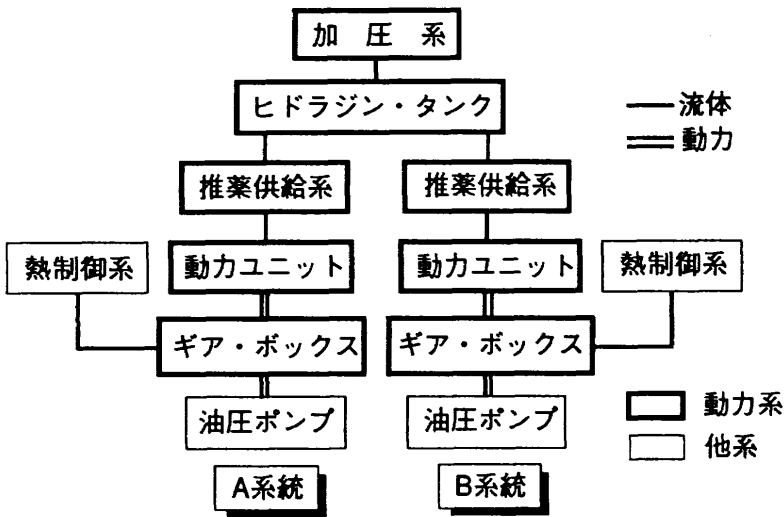 加 圧 系
ヒドラジン・タンク
流体
動力
推薬供給系
推薬供給系
熱制御系
動力ユニット
動力ユニット
熱制御系
ギア・ボックス
ギア・ボックス
油圧ポンプ
油圧ポンプ
動力系
他系
A系統
B系統